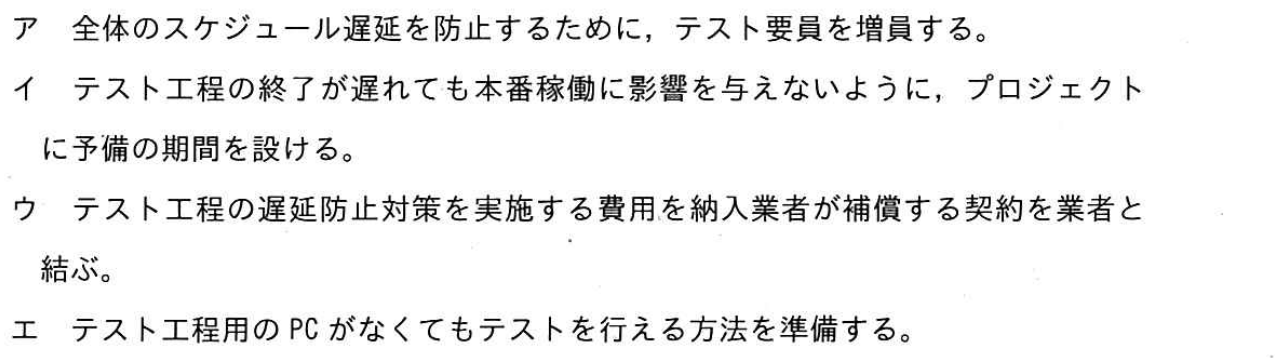 ア　全体のスケジュール遅延を防止するために，テスト要員を増員する。
イ　テスト工程の終了が遅れても本番稼働に影響を与えないように，プロジェクト
に予備の期間を設ける。
ウ　テスト工程の遅延防止対策を実施する費用を納入業者が補償する契約を業者と
結ぶ。
エ　テスト工程用の PC がなくてもテストを行える方法を準備する。